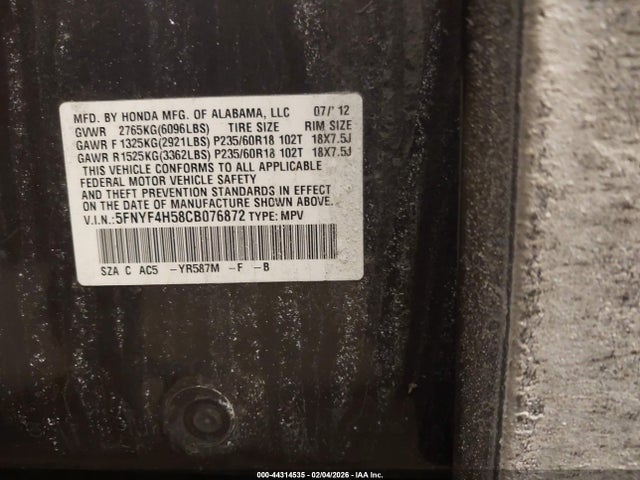 MFD. BY HONDA MFG. OF ALABAMA, LLC 07/'12
GVWR 2765KG(6096LBS) TIRE SIZE RIM SIZE
GAWR F 1325KG(2921LBS) P235/60R18 102T 18X7.5J
GAWR R 1525KG(3362LBS) P235/60R18 102T 18X7.5J
THIS VEHICLE CONFORMS TO ALL APPLICABLE
FEDERAL MOTOR VEHICLE SAFETY
AND THEFT PREVENTION STANDARDS IN EFFECT
ON THE DATE OF MANUFACTURE SHOWN ABOVE.
V.I.N.: 5FNYF4H58CB076872 TYPE: MPV
SZA C AC5 -YR587M -F -B
000-44314535 - 02/04/2026 - IAA Inc.